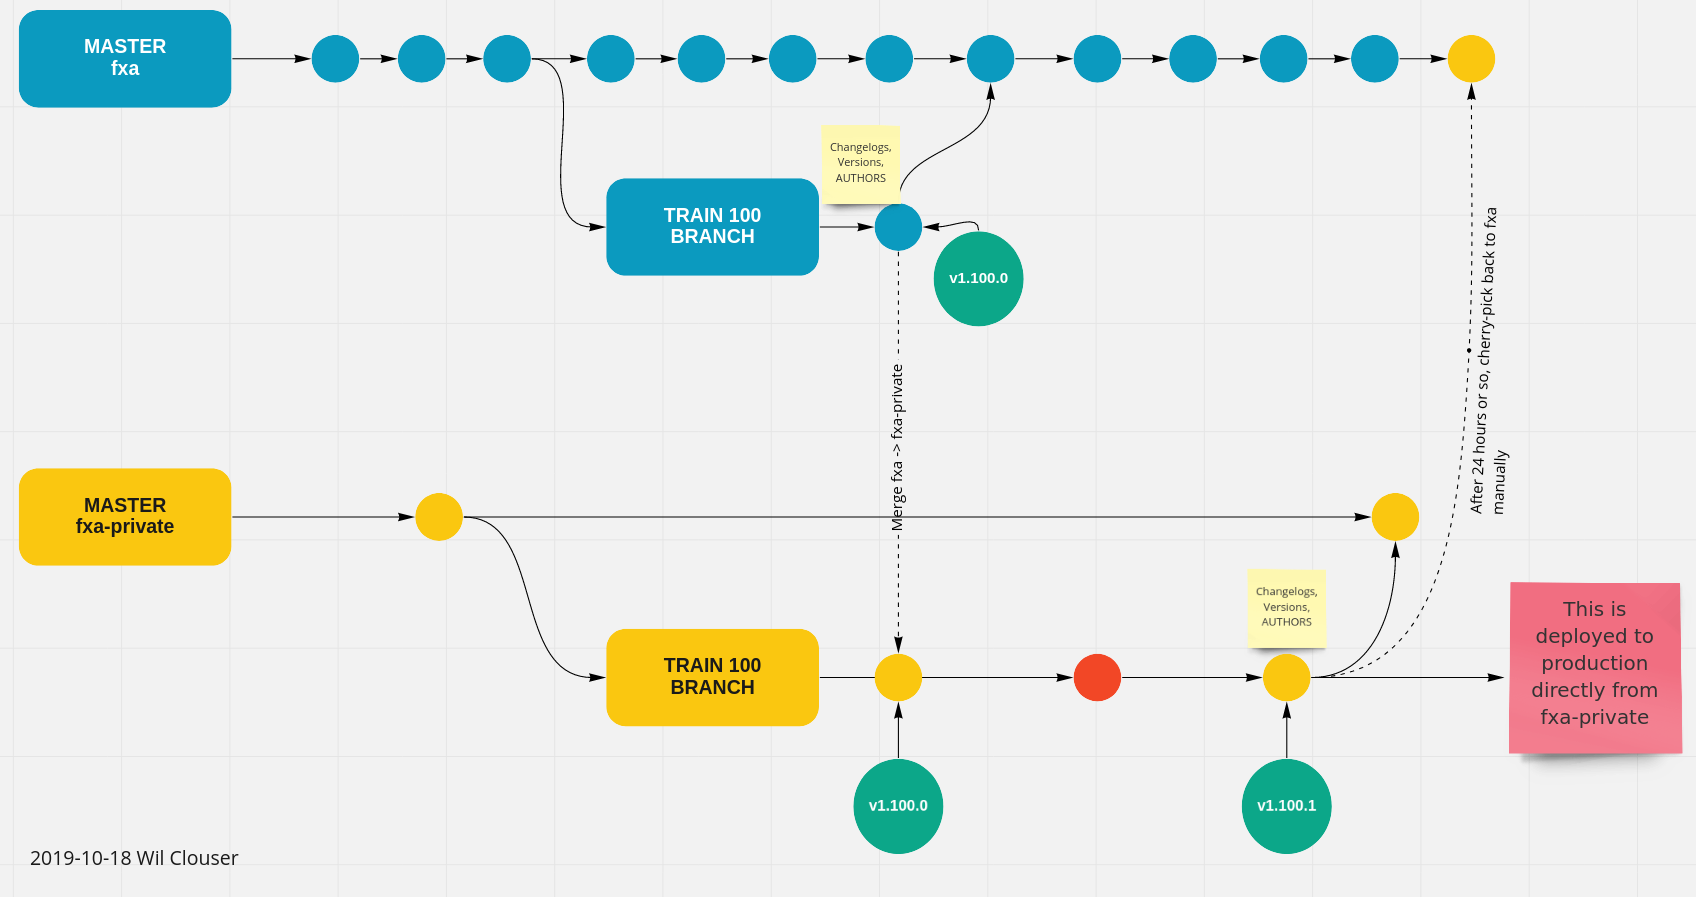 MASTER
fxa
Changelogs,
Versions,
AUTHORS
TRAIN 100
BRANCH
v1.100.0
Merge fxa -> fxa-private
After 24 hours or so, cherry-pick back to fxa
manually
MASTER
fxa-private
Changelogs,
Versions,
AUTHORS
This is
deployed to
production
directly from
fxa-private
TRAIN 100
BRANCH
v1.100.0
v1.100.1
2019-10-18 Wil Clouser